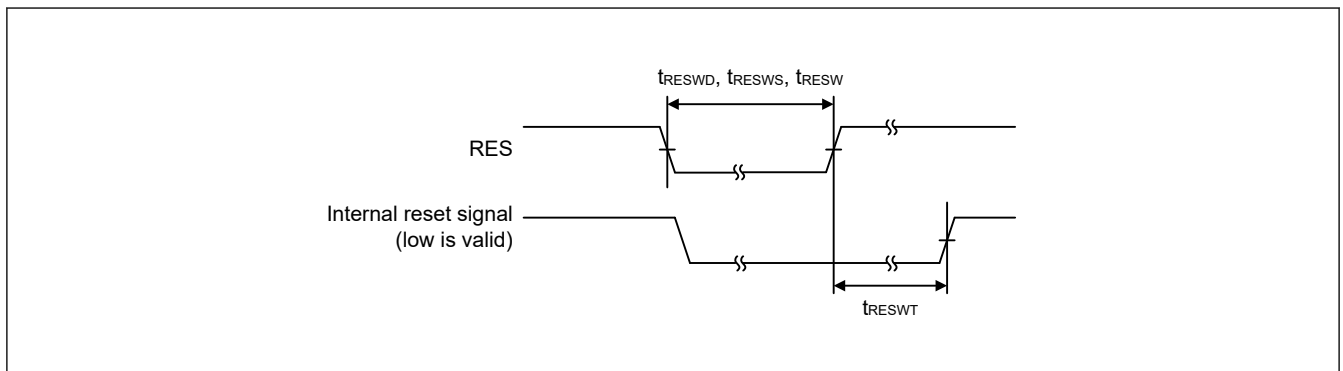 tRESWD, tRESWS, tRESW
RES
Internal reset signal
(low is valid)
tRESWT